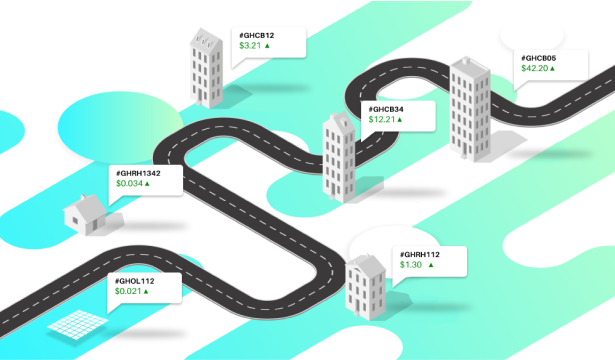 #GHCB12
$3.21 ▲
#GHCB05
$42.20 ▲
#GHCB34
$12.21 ▲
#GHRH1342
$0.034 ▲
#GHRH112
$1.30 ▲
#GHOL112
$0.021 ▲